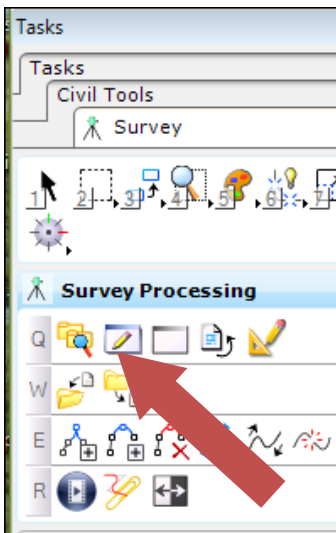 Tasks
Tasks
Civil Tools
Survey
1 2 3 4 5 6 7
Survey Processing
Q
W
E
R